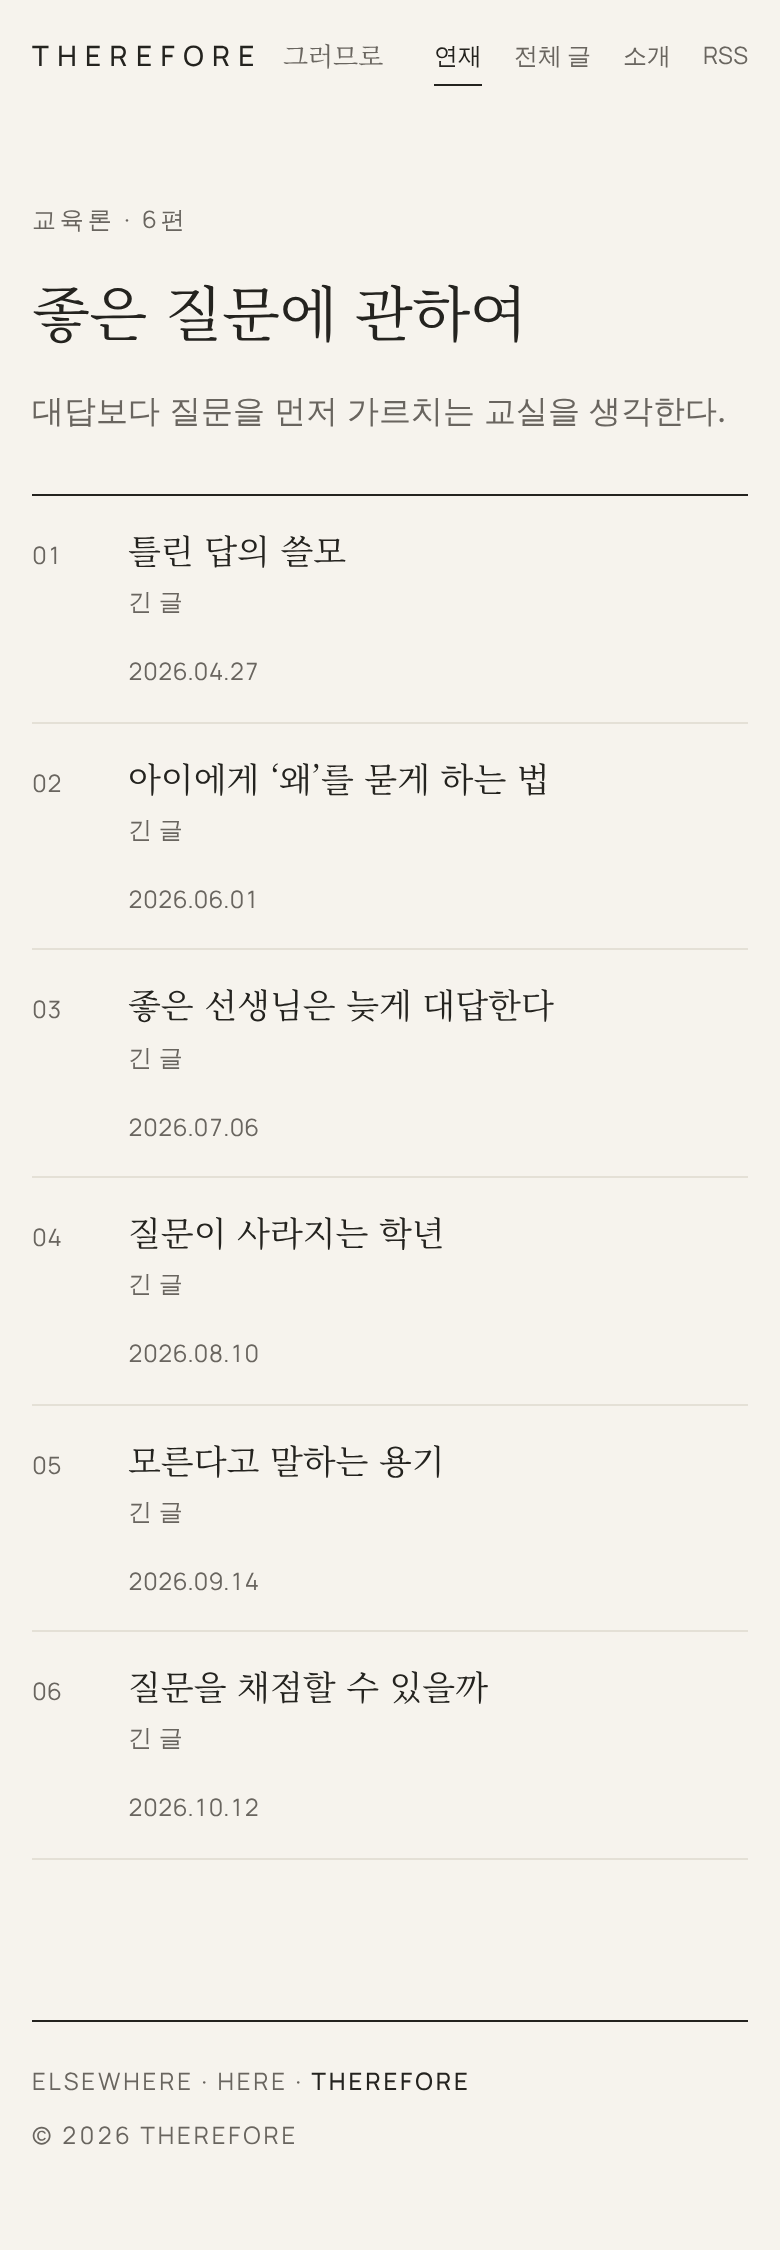 THEREFORE 그러므로 연재 전체 글 소개 RSS
교육론 · 6편
좋은 질문에 관하여
대답보다 질문을 먼저 가르치는 교실을 생각한다.
01 틀린 답의 쓸모
긴 글
2026.04.27
02 아이에게 ‘왜’를 묻게 하는 법
긴 글
2026.06.01
03 좋은 선생님은 늦게 대답한다
긴 글
2026.07.06
04 질문이 사라지는 학년
긴 글
2026.08.10
05 모른다고 말하는 용기
긴 글
2026.09.14
06 질문을 채점할 수 있을까
긴 글
2026.10.12
ELSEWHERE · HERE · THEREFORE
© 2026 THEREFORE